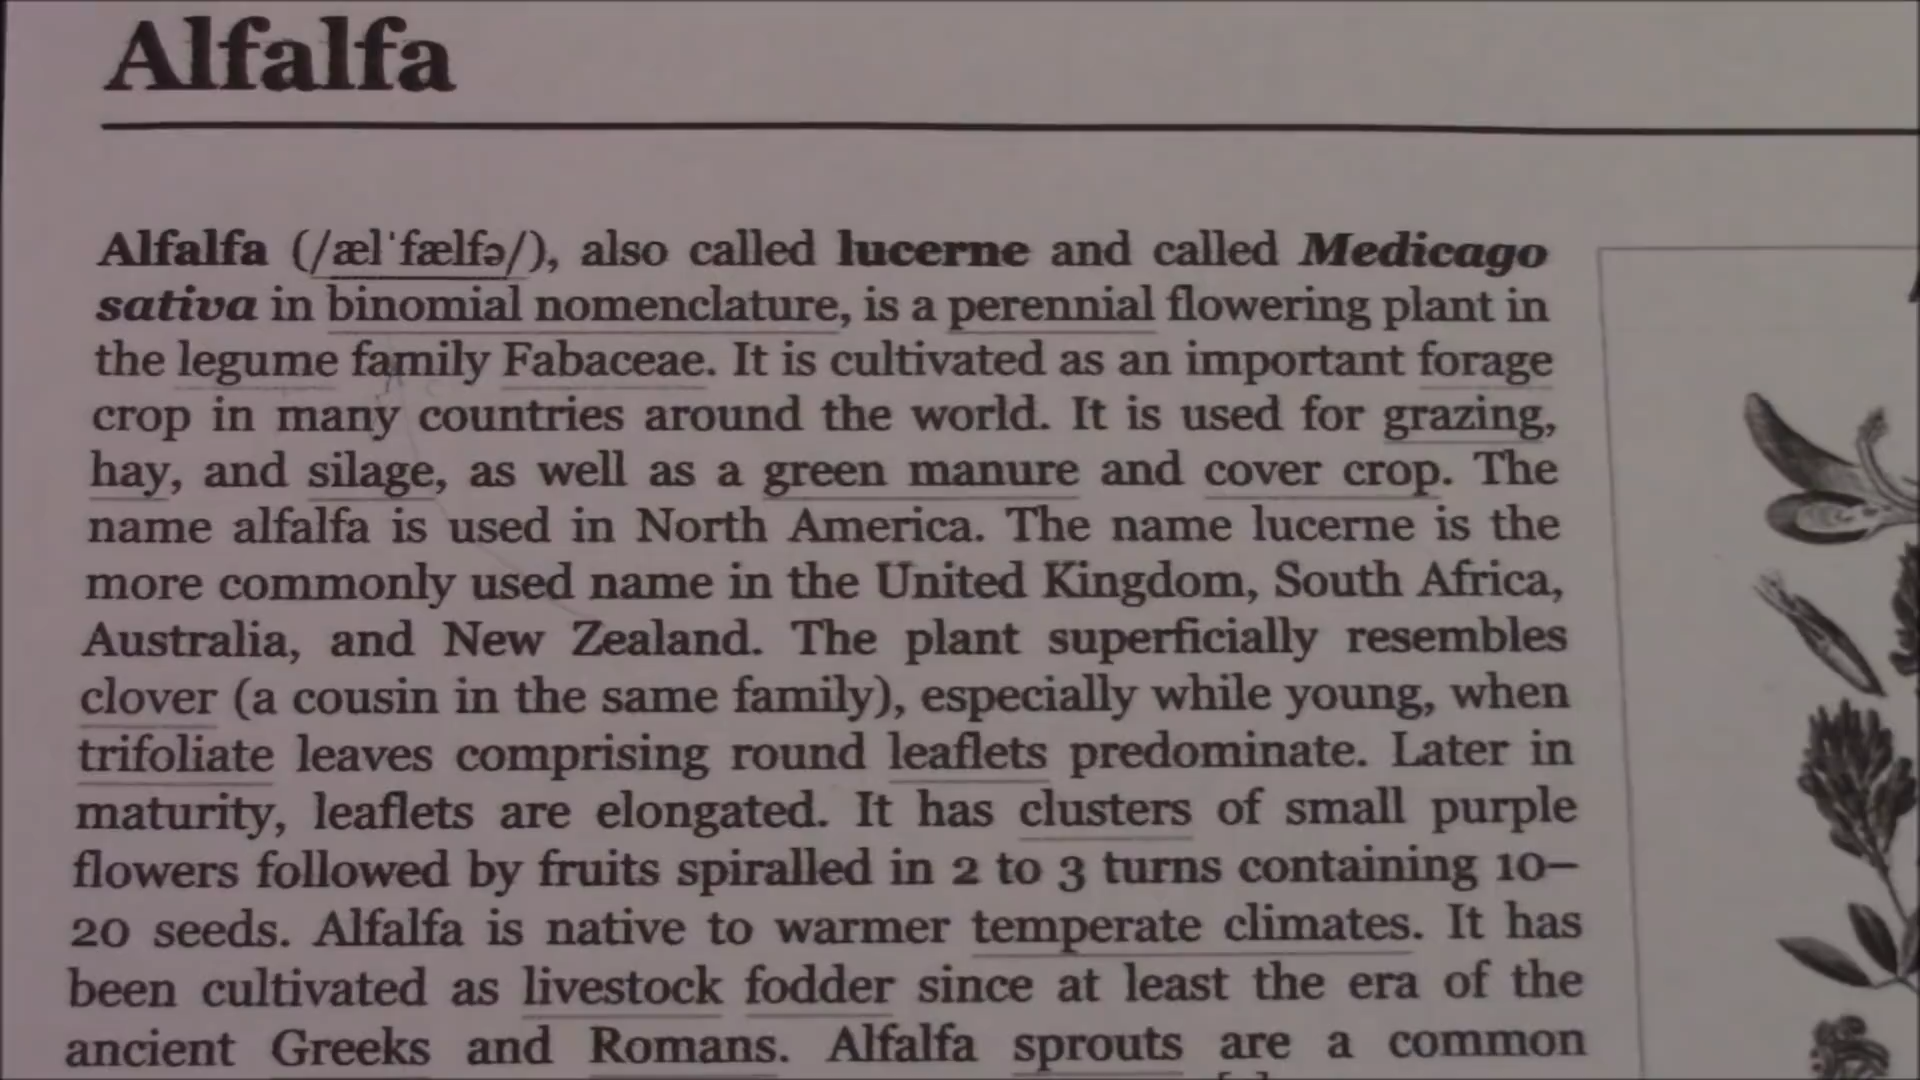 Alfalfa
Alfalfa (/ælˈfælfə/), also called lucerne and called Medicago
sativa in binomial nomenclature, is a perennial flowering plant in
the legume family Fabaceae. It is cultivated as an important forage
crop in many countries around the world. It is used for grazing,
hay, and silage, as well as a green manure and cover crop. The
name alfalfa is used in North America. The name lucerne is the
more commonly used name in the United Kingdom, South Africa,
Australia, and New Zealand. The plant superficially resembles
clover (a cousin in the same family), especially while young, when
trifoliate leaves comprising round leaflets predominate. Later in
maturity, leaflets are elongated. It has clusters of small purple
flowers followed by fruits spiralled in 2 to 3 turns containing 10–
20 seeds. Alfalfa is native to warmer temperate climates. It has
been cultivated as livestock fodder since at least the era of the
ancient Greeks and Romans. Alfalfa sprouts are a common